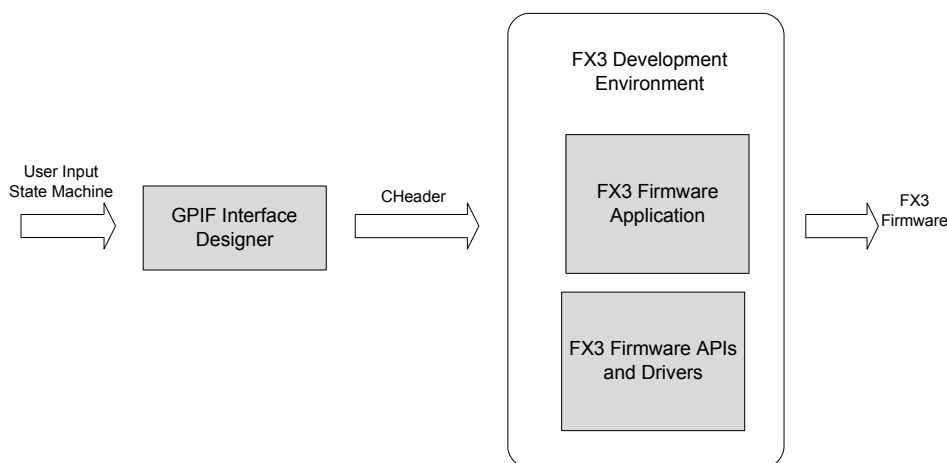 User Input
State Machine
GPIF Interface
Designer
CHeader
FX3 Development
Environment
FX3 Firmware
Application
FX3 Firmware APIs
and Drivers
FX3
Firmware